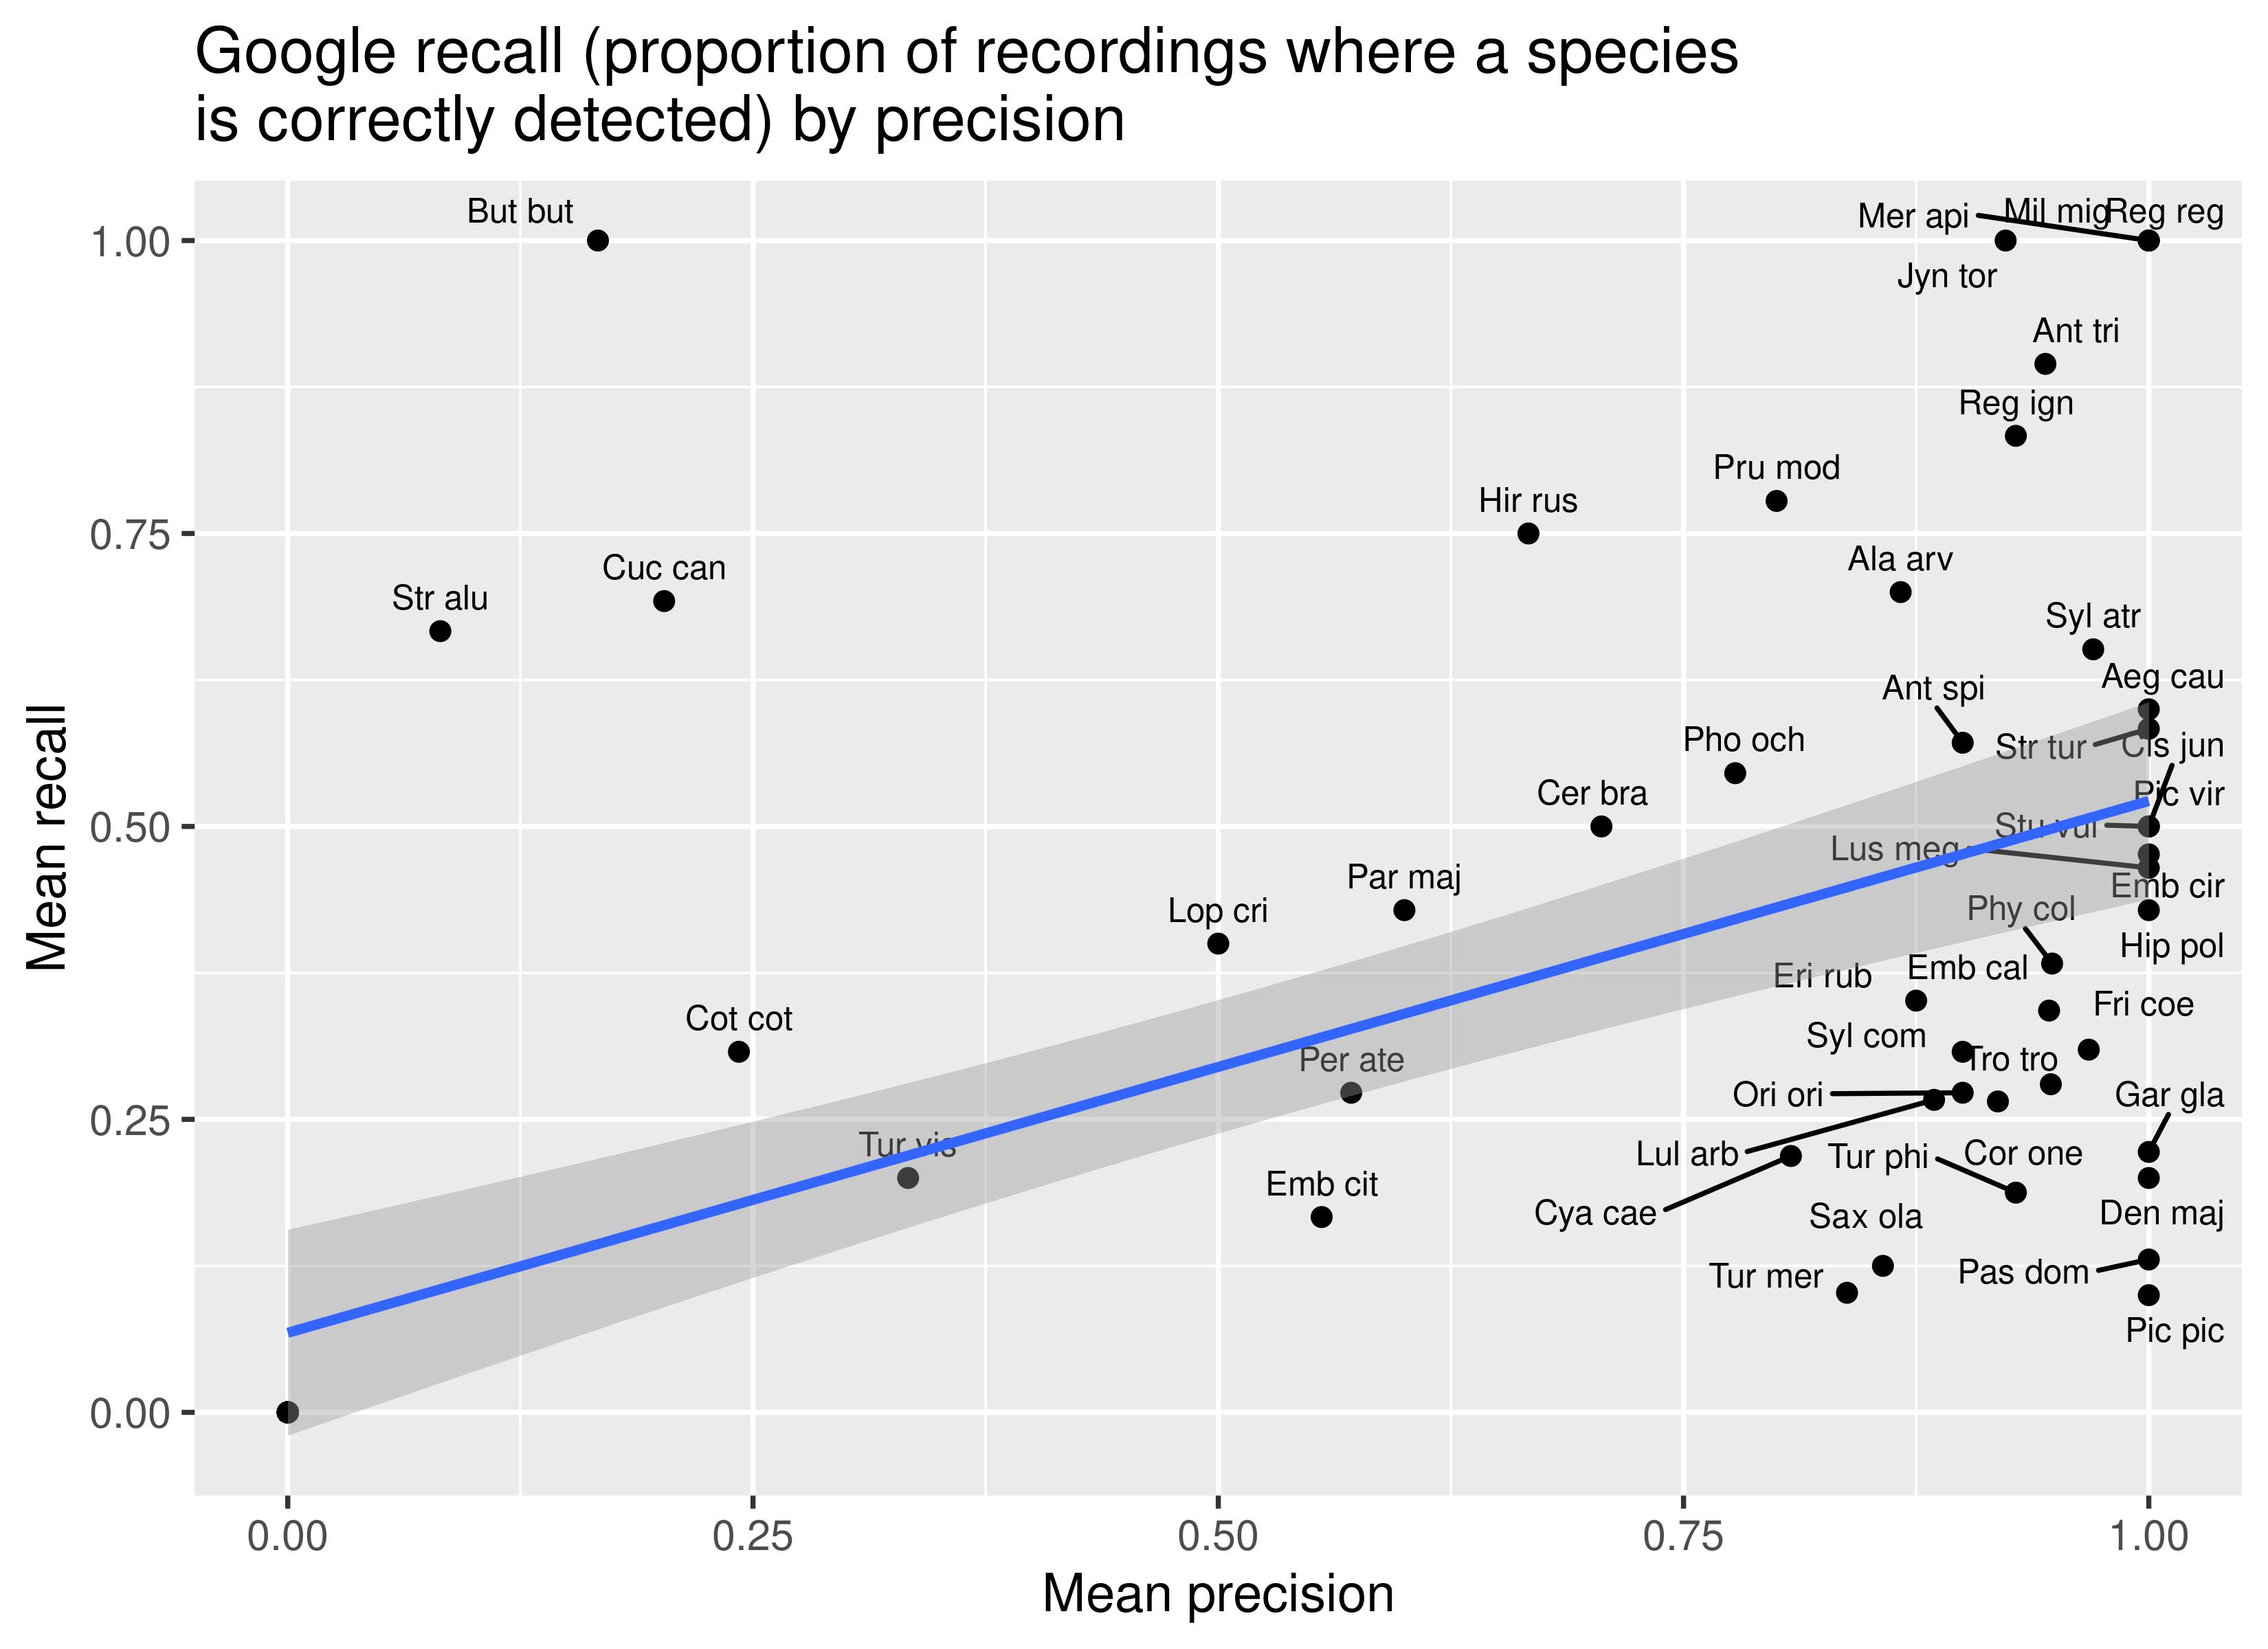 Google recall (proportion of recordings where a species
is correctly detected) by precision
But but
Mer api
Mil mig
Reg reg
Jyn tor
Ant tri
Reg ign
Pru mod
Hir rus
Ala arv
Cuc can
Str alu
Syl atr
Aeg cau
Ant spi
Pho och
Str tur
Cis jun
Cer bra
Pic vir
Stu vul
Lus meg
Par maj
Emb cir
Lop cri
Phy col
Hip pol
Eri rub
Emb cal
Fri coe
Cot cot
Syl com
Tro tro
Per ate
Ori ori
Gar gla
Tur vis
Lul arb
Tur phi
Cor one
Emb cit
Cya cae
Sax ola
Den maj
Tur mer
Pas dom
Pic pic
1.00
0.75
0.50
0.25
0.00
Mean recall
0.00
0.25
0.50
0.75
1.00
Mean precision